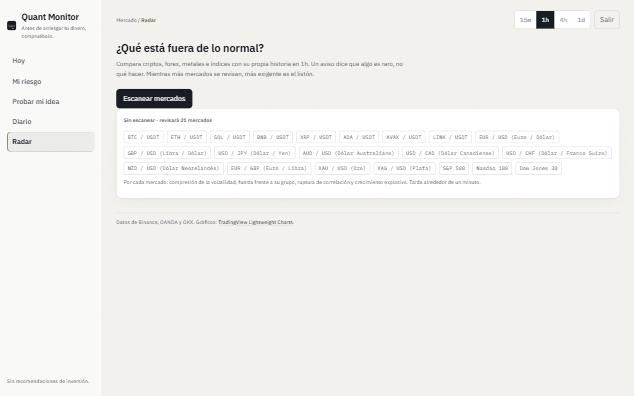 Quant Monitor
Antes de arriesgar tu dinero,
compruébalo.
Hoy
Mi riesgo
Probar mi idea
Diario
Radar
Sin recomendaciones de inversión.
Mercado / Radar
15m 1h 4h 1d Salir
¿Qué está fuera de lo normal?
Compara criptos, forex, metales e índices con su propia historia en 1h. Un aviso dice que algo es raro, no
qué hacer. Mientras más mercados se revisan, más exigente es el listón.
Escanear mercados
Sin escanear · revisará 21 mercados
BTC / USDT ETH / USDT SOL / USDT BNB / USDT XRP / USDT ADA / USDT AVAX / USDT LINK / USDT EUR / USD (Euro / Dólar)
GBP / USD (Libra / Dólar) USD / JPY (Dólar / Yen) AUD / USD (Dólar Australiano) USD / CAD (Dólar Canadiense) USD / CHF (Dólar / Franco Suizo)
NZD / USD (Dólar Neozelandés) EUR / GBP (Euro / Libra) XAU / USD (Oro) XAG / USD (Plata) S&P 500 Nasdaq 100 Dow Jones 30
Por cada mercado: compresión de la volatilidad, fuerza frente a su grupo, ruptura de correlación y crecimiento explosivo. Tarda alrededor de un minuto.
Datos de Binance, OANDA y OKX. Gráficos: TradingView Lightweight Charts.